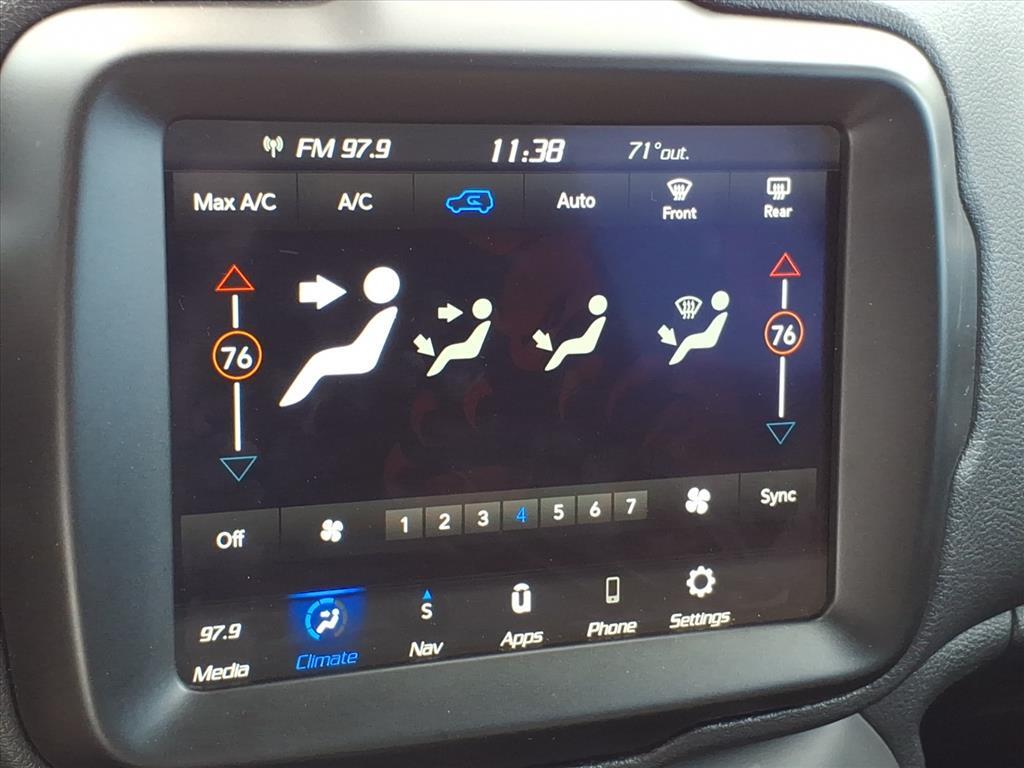 FM 97.9 11:38 71° out.
Max A/C A/C Auto Front Rear
76 76
Off 1 2 3 4 5 6 7 Sync
97.9 S
Media Climate Nav Apps Phone Settings